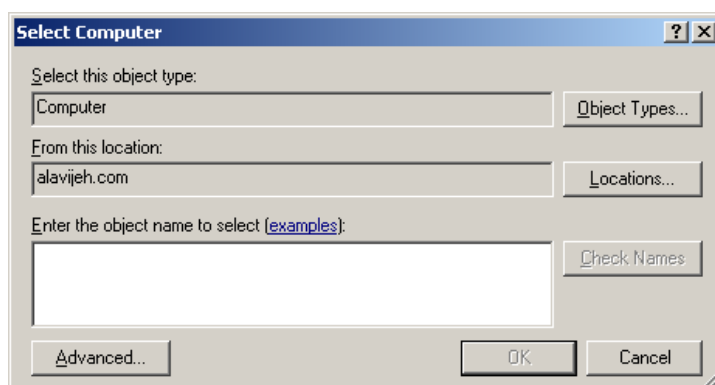 Select Computer
Select this object type:
Computer
Object Types...
From this location:
alavijeh.com
Locations...
Enter the object name to select (examples):
Check Names
Advanced...
OK
Cancel